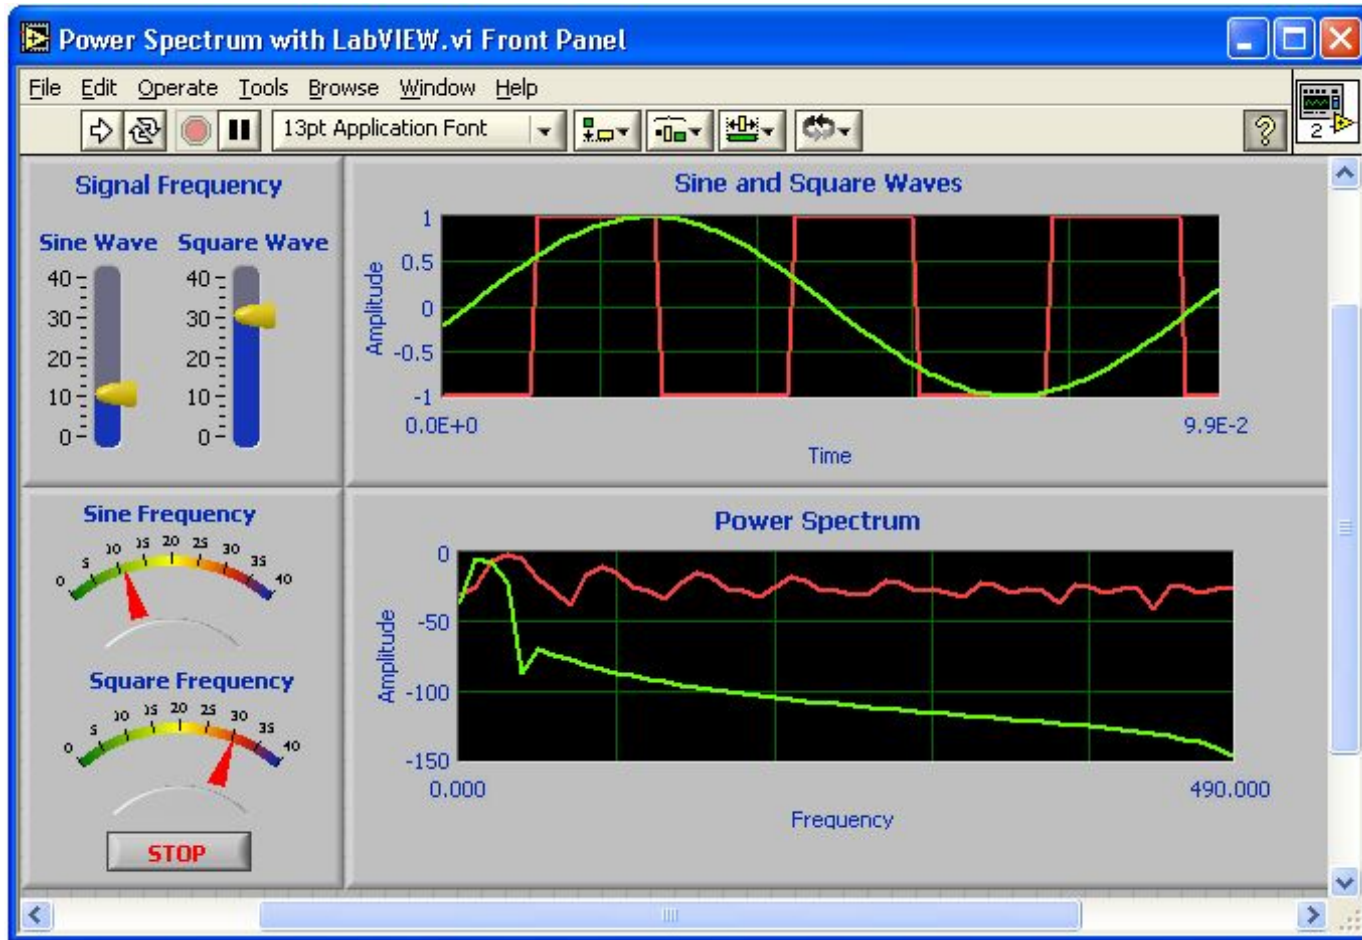 Power Spectrum with LabVIEW.vi Front Panel
File Edit Operate Tools Browse Window Help
13pt Application Font
?
2
Signal Frequency
Sine Wave Square Wave
40
30
20
10
0
40
30
20
10
0
Sine and Square Waves
Amplitude
1
0.5
0
-0.5
-1
0.0E+0 9.9E-2
Time
Sine Frequency
0 5 10 15 20 25 30 35 40
Square Frequency
0 5 10 15 20 25 30 35 40
STOP
Power Spectrum
Amplitude
0
-50
-100
-150
0.000 490.000
Frequency